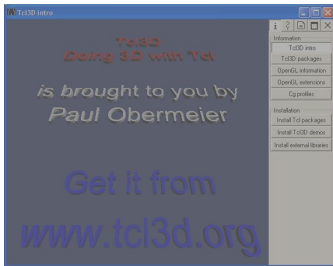 Tcl3D intro
Tcl3D
Doing 3D with Tcl
is brought to you by
Paul Obermeier
Get it from
www.tcl3d.org
Information
Tcl3D intro
Tcl3D packages
OpenGL information
OpenGL extensions
Cg profiles
Installation
Install Tcl packages
Install Tcl3D demos
Install external libraries